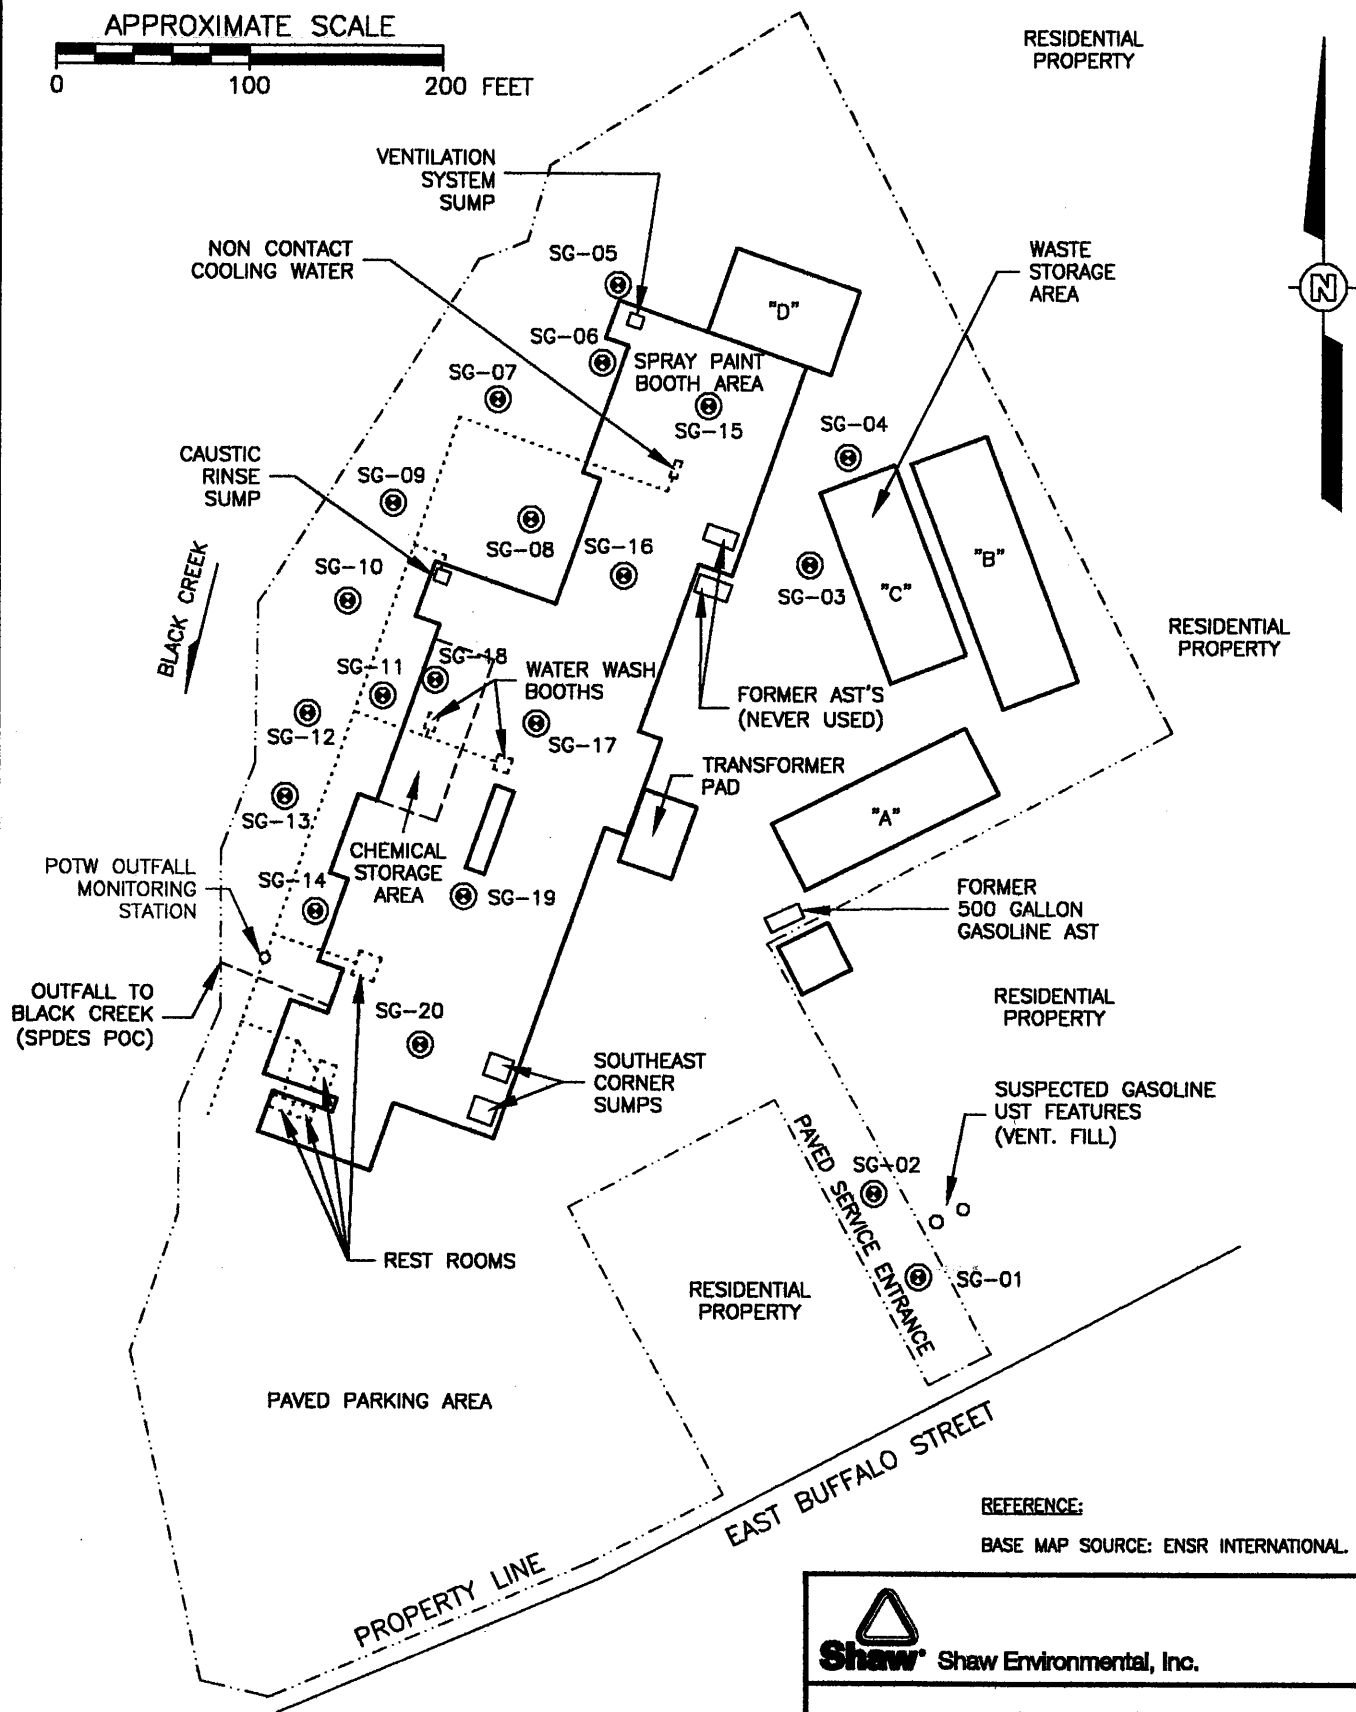 APPROXIMATE SCALE
0 100 200 FEET
RESIDENTIAL
PROPERTY
VENTILATION
SYSTEM
SUMP
NON CONTACT
COOLING WATER
SG-05
WASTE
STORAGE
AREA
N
"D"
SG-06
SPRAY PAINT
BOOTH AREA
SG-07
SG-15
SG-04
CAUSTIC
RINSE
SUMP
SG-09
SG-08
SG-16
"B"
SG-10
SG-03
"C"
BLACK CREEK
RESIDENTIAL
PROPERTY
SG-11
SG-18
WATER WASH
BOOTHS
FORMER AST'S
(NEVER USED)
SG-12
SG-17
TRANSFORMER
PAD
SG-13
"A"
CHEMICAL
STORAGE
AREA
POTW OUTFALL
MONITORING
STATION
SG-14
SG-19
FORMER
500 GALLON
GASOLINE AST
OUTFALL TO
BLACK CREEK
(SPDES POC)
RESIDENTIAL
PROPERTY
SG-20
SOUTHEAST
CORNER
SUMPS
SUSPECTED GASOLINE
UST FEATURES
(VENT. FILL)
PAVED SERVICE ENTRANCE
SG-02
REST ROOMS
SG-01
RESIDENTIAL
PROPERTY
PAVED PARKING AREA
EAST BUFFALO STREET
PROPERTY LINE
REFERENCE:
BASE MAP SOURCE: ENSR INTERNATIONAL.
Shaw Shaw Environmental, Inc.